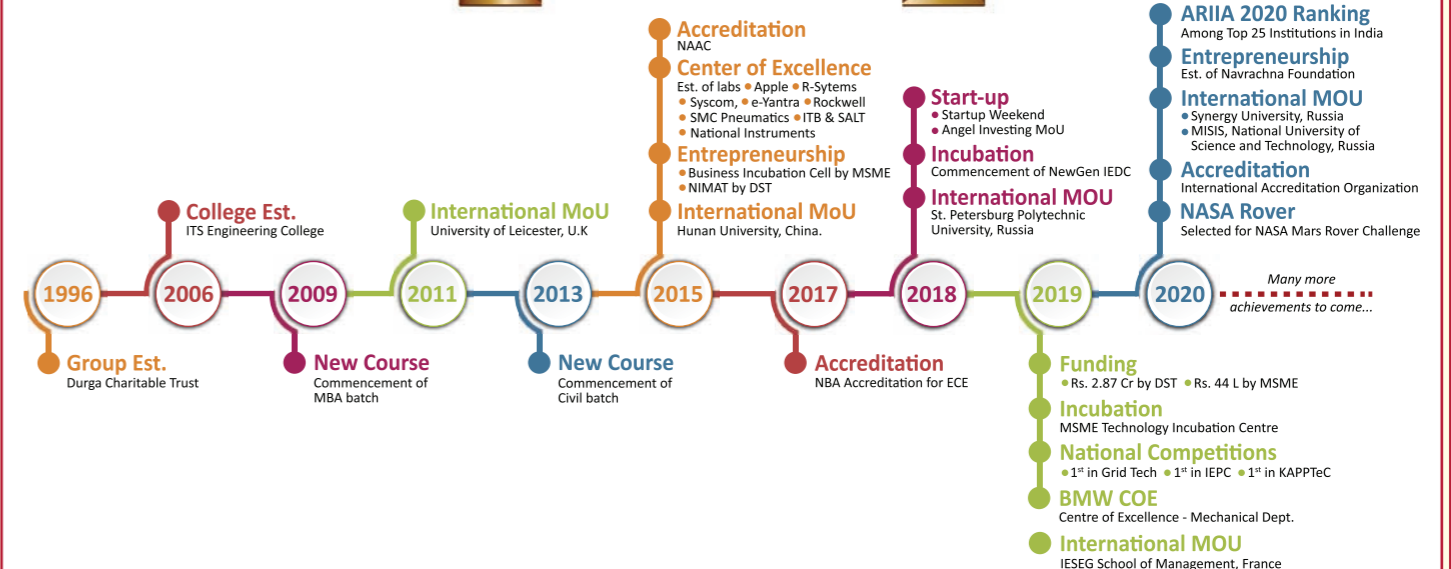 ARIIA 2020 Ranking
Among Top 25 Institutions in India
Entrepreneurship
Est. of Navrachna Foundation
International MOU
• Synergy University, Russia
• MISIS, National University of
Science and Technology, Russia
Accreditation
International Accreditation Organization
NASA Rover
Selected for NASA Mars Rover Challenge
Accreditation
NAAC
Center of Excellence
Est. of labs • Apple • R-Sytems
• Syscom, • e-Yantra • Rockwell
• SMC Pneumatics • ITB & SALT
• National Instruments
Entrepreneurship
• Business Incubation Cell by MSME
• NIMAT by DST
International MoU
Hunan University, China.
Start-up
• Startup Weekend
• Angel Investing MoU
Incubation
Commencement of NewGen IEDC
International MOU
St. Petersburg Polytechnic
University, Russia
College Est.
ITS Engineering College
International MoU
University of Leicester, U.K
1996 2006 2009 2011 2013 2015 2017 2018 2019 2020
Many more
achievements to come...
Group Est.
Durga Charitable Trust
New Course
Commencement of
MBA batch
New Course
Commencement of
Civil batch
Accreditation
NBA Accreditation for ECE
Funding
• Rs. 2.87 Cr by DST • Rs. 44 L by MSME
Incubation
MSME Technology Incubation Centre
National Competitions
• 1st in Grid Tech • 1st in IEPC • 1st in KAPPTeC
BMW COE
Centre of Excellence - Mechanical Dept.
International MOU
IESEG School of Management, France